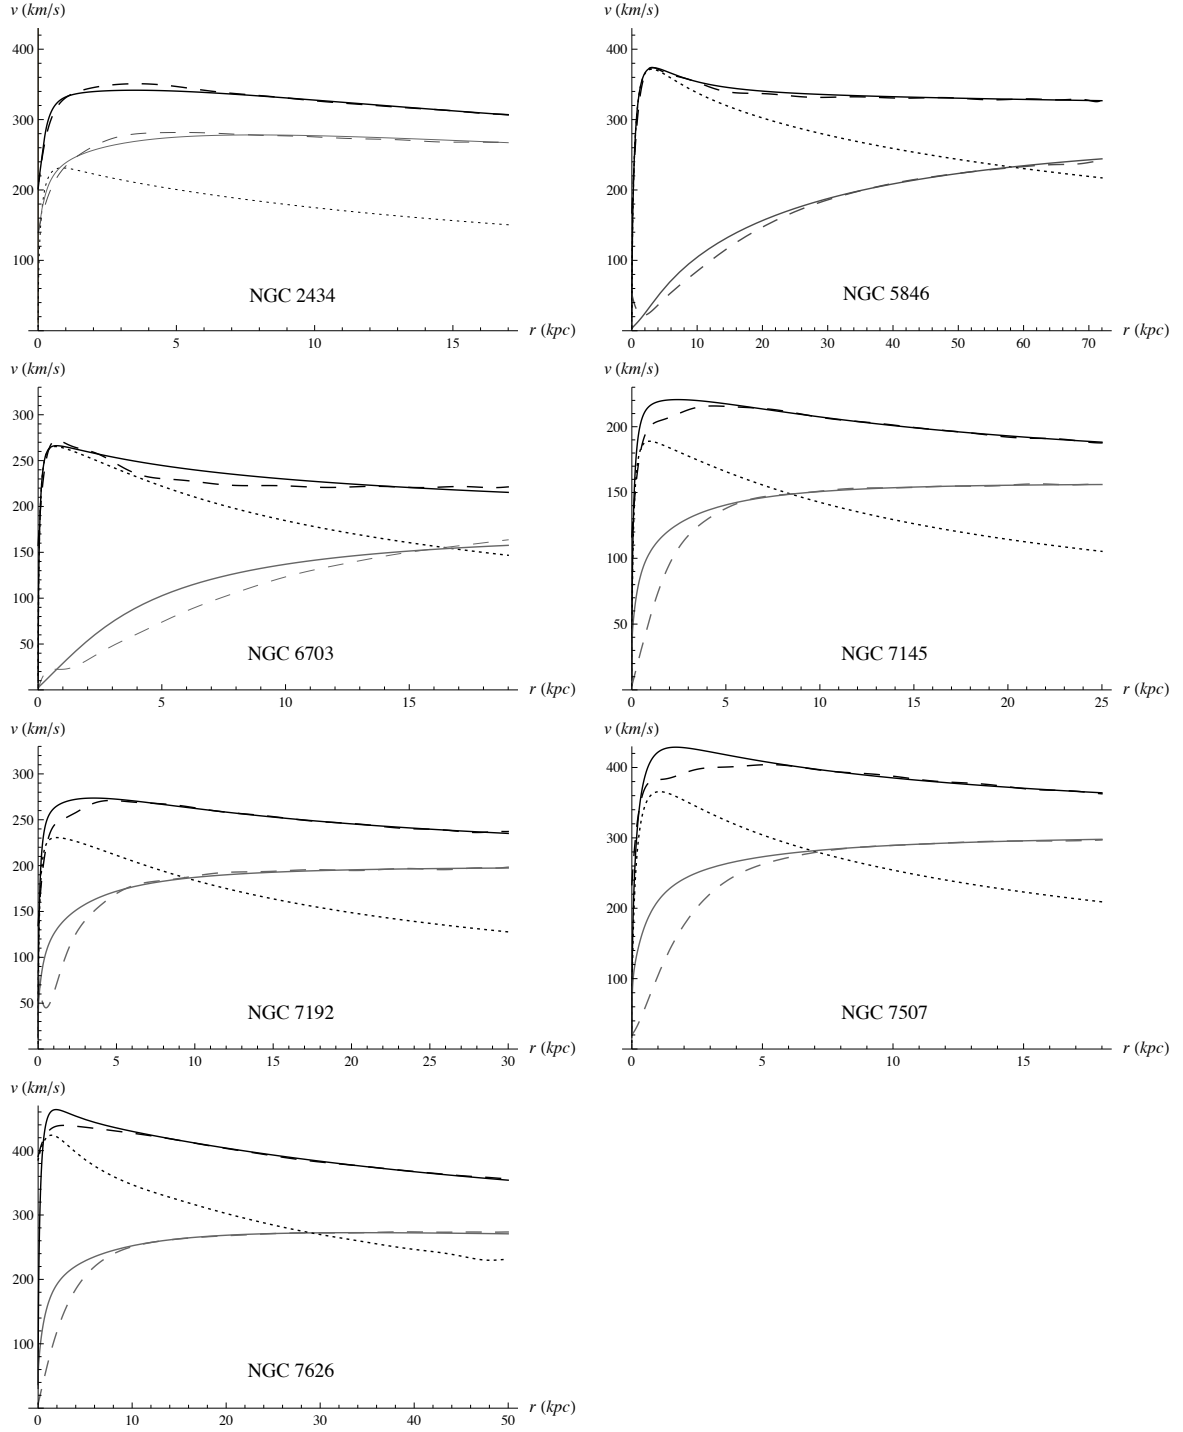 v (km/s) v (km/s)
400 400
300 300
200 200
100 100
NGC 2434 NGC 5846
0 5 10 15 r (kpc) 0 10 20 30 40 50 60 70 r (kpc)
v (km/s) v (km/s)
300
250 200
200 150
150 100
100 50
50
NGC 6703 NGC 7145
0 5 10 15 r (kpc) 0 5 10 15 20 25 r (kpc)
v (km/s) v (km/s)
300 400
250 300
200 200
150 100
100
50
NGC 7192 NGC 7507
0 5 10 15 20 25 30 r (kpc) 0 5 10 15 r (kpc)
v (km/s)
400
300
200
100
NGC 7626
0 10 20 30 40 50 r (kpc)